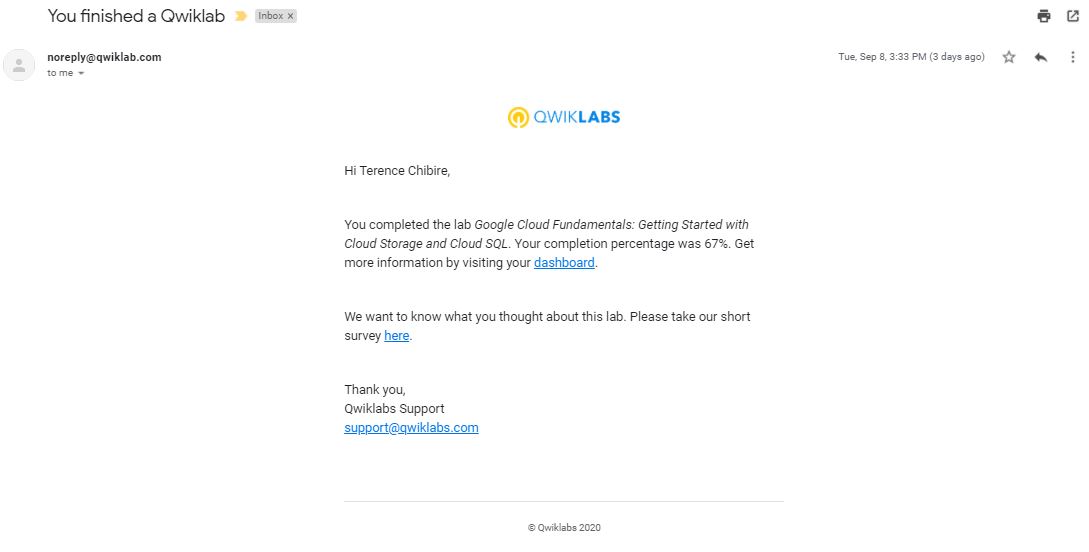 You finished a Qwiklab Inbox x
noreply@qwiklab.com Tue, Sep 8, 3:33 PM (3 days ago)
to me
QWIKLABS
Hi Terence Chibire,
You completed the lab Google Cloud Fundamentals: Getting Started with
Cloud Storage and Cloud SQL. Your completion percentage was 67%. Get
more information by visiting your dashboard.
We want to know what you thought about this lab. Please take our short
survey here.
Thank you,
Qwiklabs Support
support@qwiklabs.com
© Qwiklabs 2020